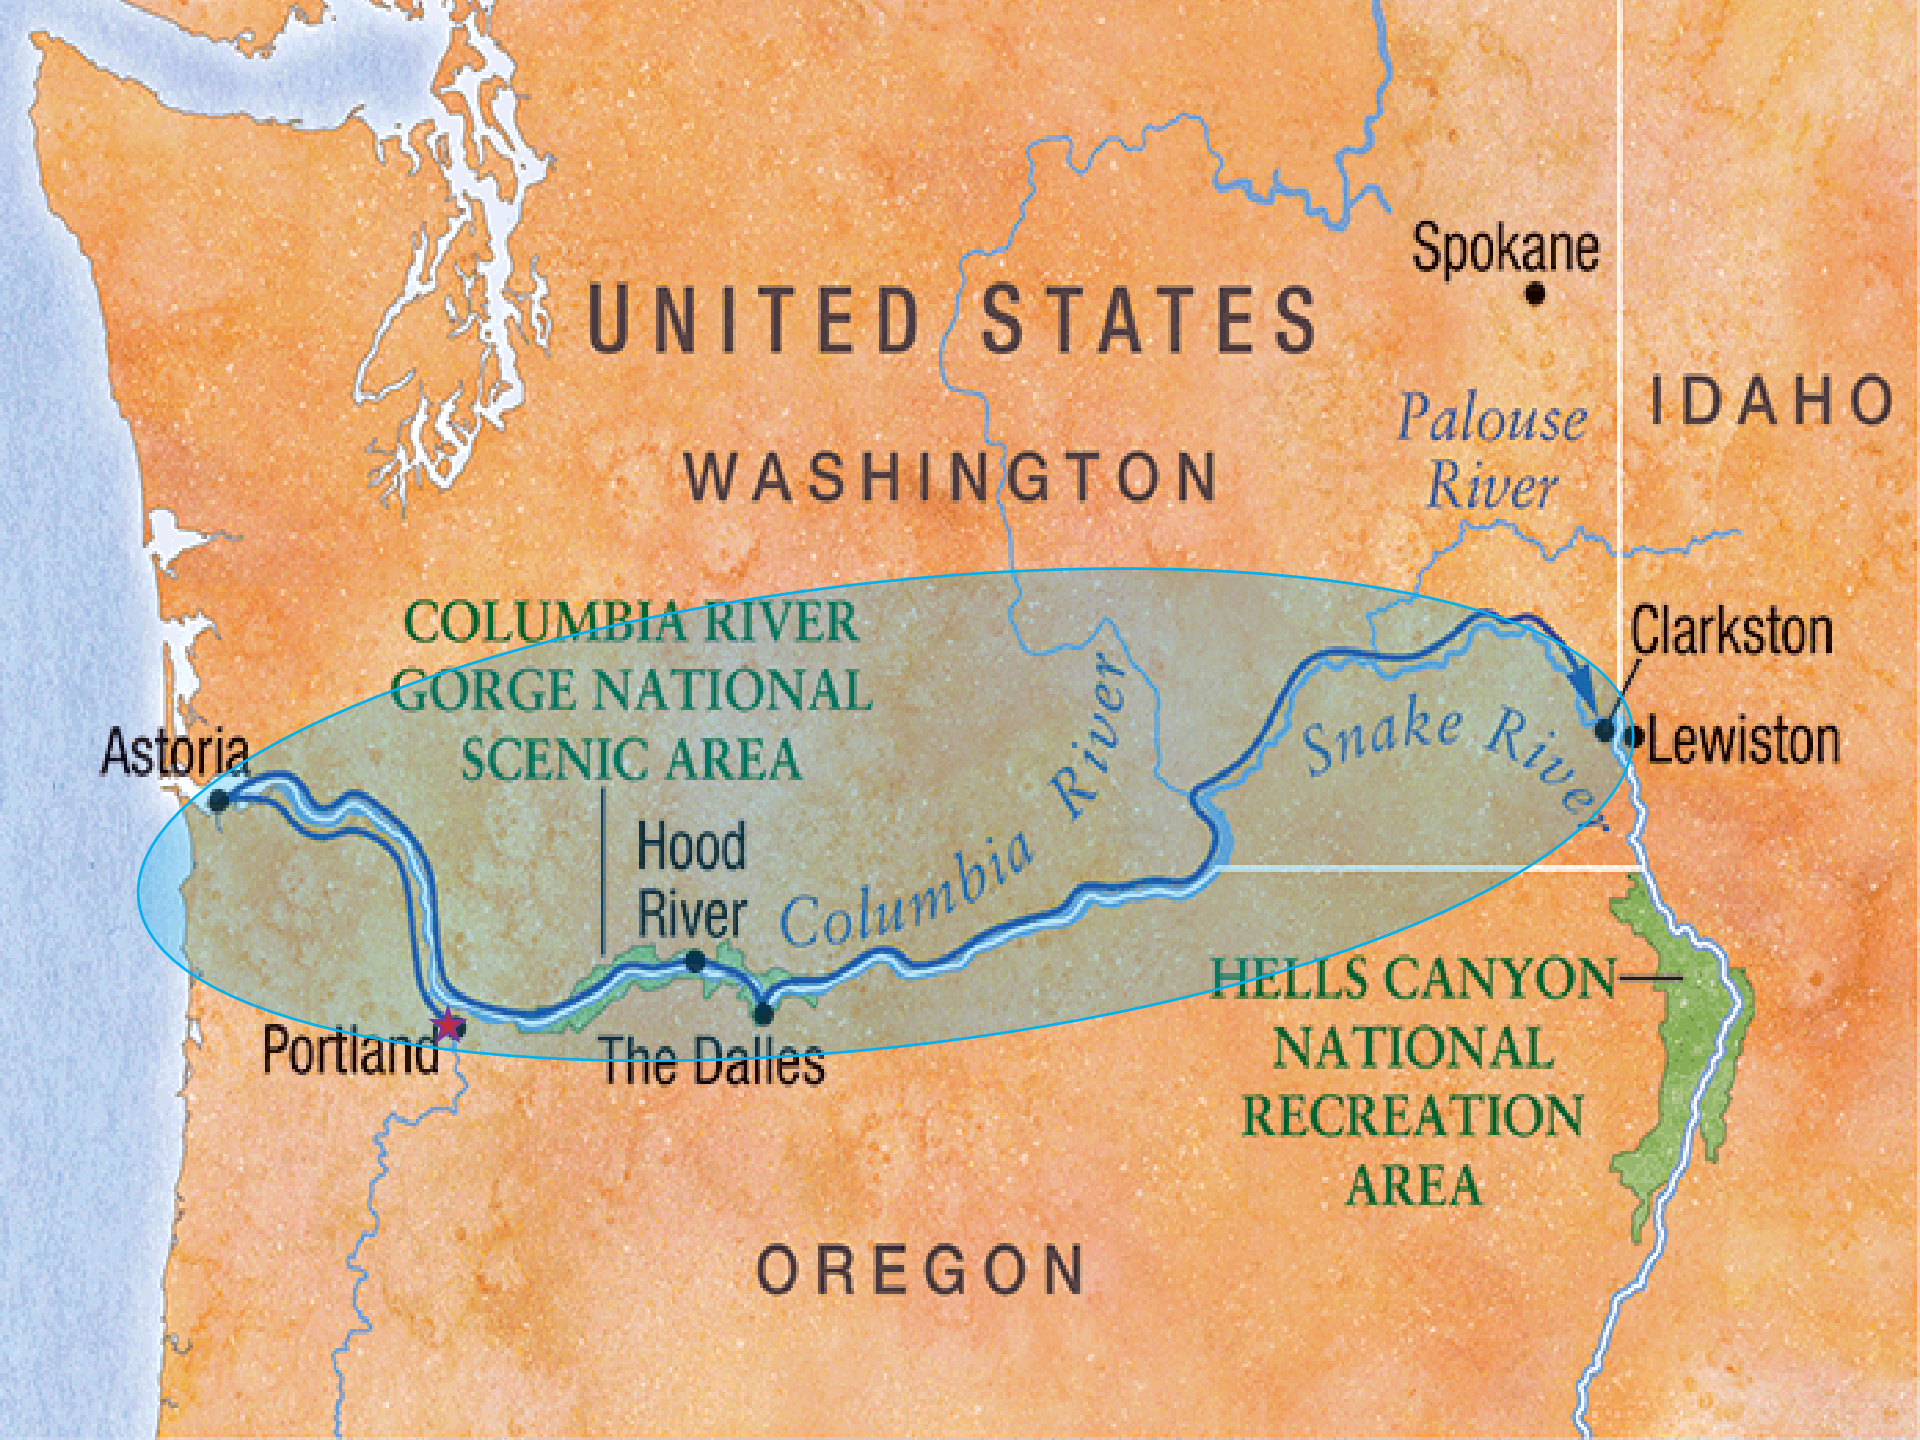 Spokane
UNITED STATES
IDAHO
Palouse
River
WASHINGTON
COLUMBIA RIVER
GORGE NATIONAL
SCENIC AREA
Clarkston
Lewiston
Astoria
Snake River
Columbia River
Hood
River
Portland
The Dalles
HELLS CANYON
NATIONAL
RECREATION
AREA
OREGON